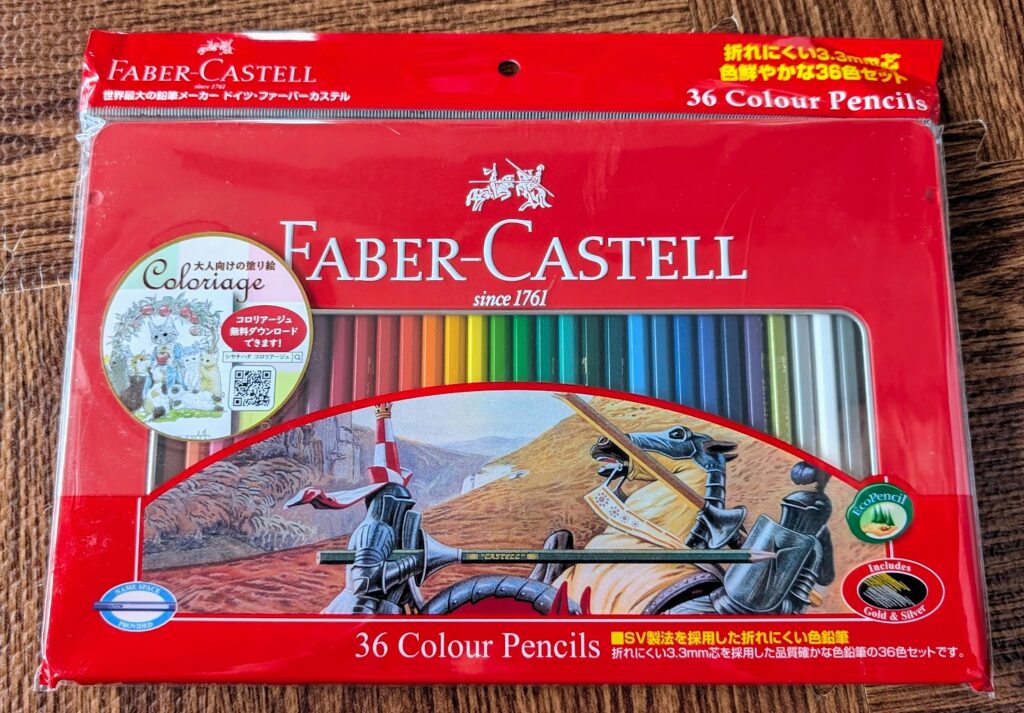 FABER-CASTELL
since 1761
世界最大の鉛筆メーカー ドイツ・ファーバーカステル
折れにくい3.3mm芯
色鮮やかな36色セット
36 Colour Pencils
FABER-CASTELL
since 1761
大人向けの塗り絵
Coloriage
コロリアージュ
無料ダウンロード
できます!
シヤチハタ コロリアージュ
EcoPencil
"CASTELL"
NAME SPACE
PROVIDED
Includes
Gold & Silver
36 Colour Pencils
■SV製法を採用した折れにくい色鉛筆
折れにくい3.3mm芯を採用した品質確かな色鉛筆の36色セットです。